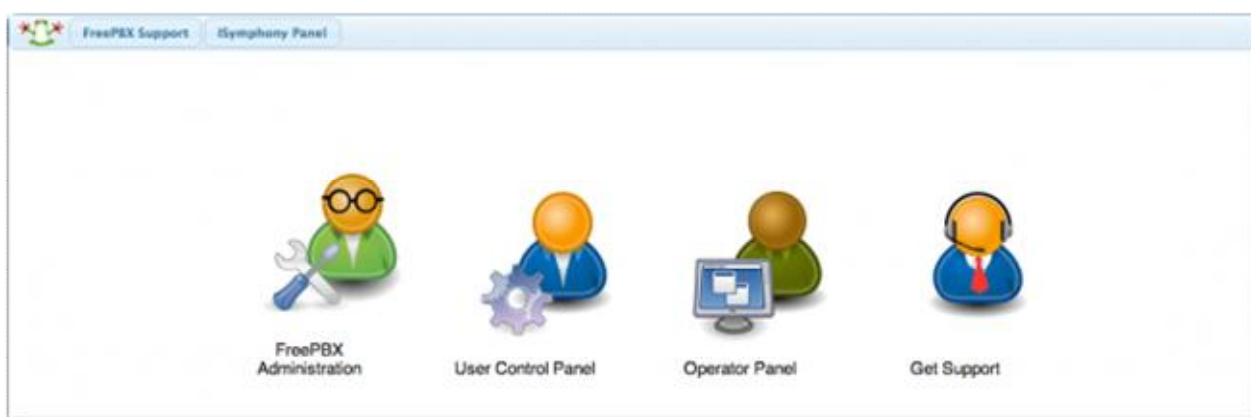 FreePBX Support
iSymphony Panel
FreePBX
Administration
User Control Panel
Operator Panel
Get Support